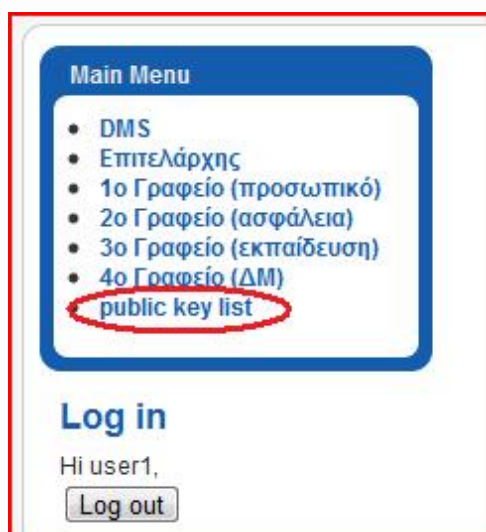 Main Menu
DMS
Επιτελάρχης
1ο Γραφείο (προσωπικό)
2ο Γραφείο (ασφάλεια)
3ο Γραφείο (εκπαίδευση)
4ο Γραφείο (ΔΜ)
public key list
Log in
Hi user1,
Log out